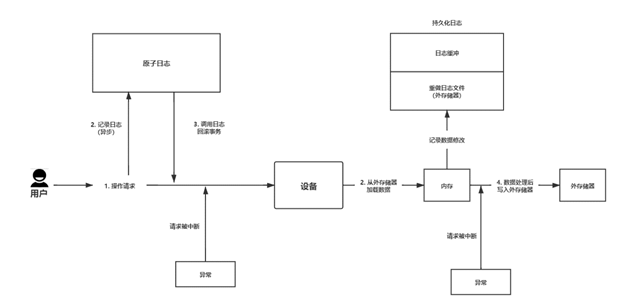 持久化日志
日志缓冲
原子日志
重做日志文件
(外存储器)
2. 记录日志
(异步)
3. 调用日志
回滚事务
记录数据修改
用户
1. 操作请求
设备
2. 从外存储器
加载数据
内存
4. 数据处理后
写入外存储器
外存储器
请求被中断
请求被中断
异常
异常